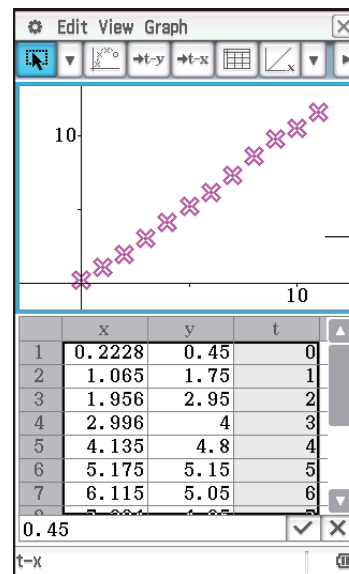 Edit View Graph
→t-y →t-x x
10
10
x y t
1 0.2228 0.45 0
2 1.065 1.75 1
3 1.956 2.95 2
4 2.996 4 3
5 4.135 4.8 4
6 5.175 5.15 5
7 6.115 5.05 6
0.45
t-x